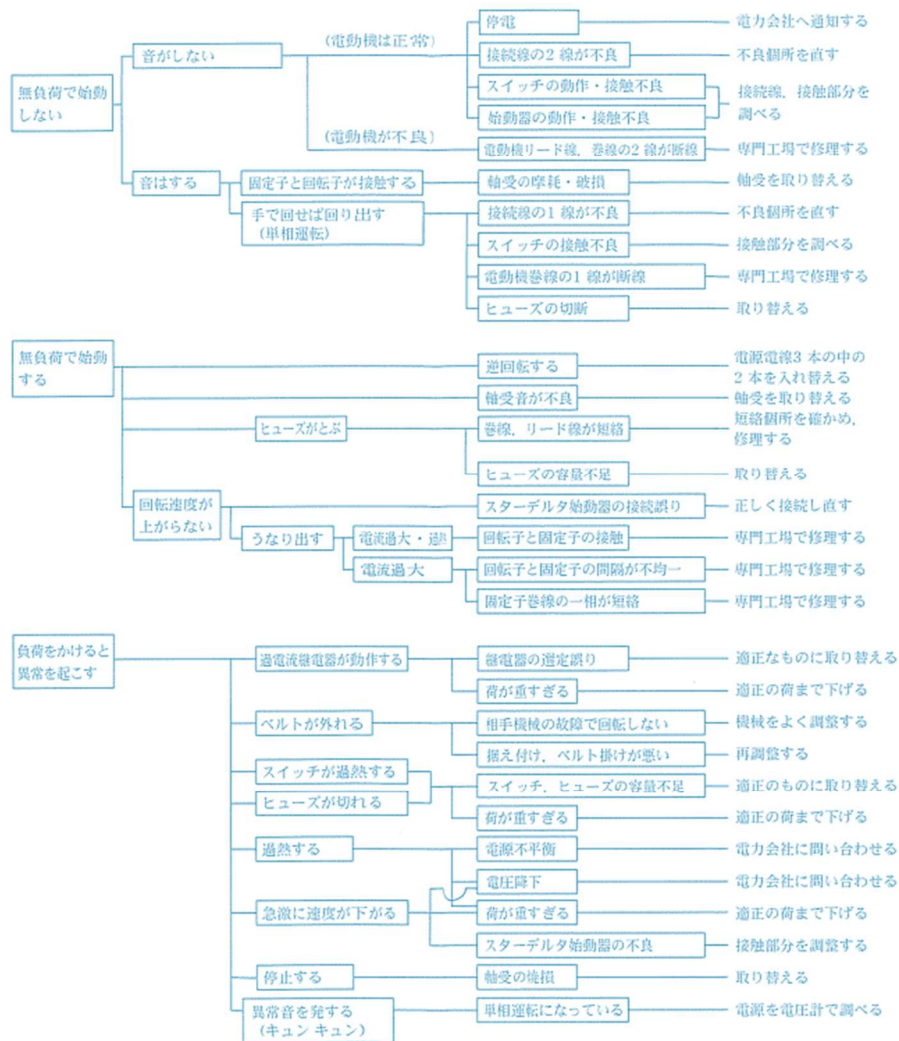 (電動機は正常)
停電
電力会社へ通知する
音がしない
接続線の2線が不良
不良個所を直す
無負荷で始動
しない
スイッチの動作・接触不良
始動器の動作・接触不良
接続線，接触部分を
調べる
(電動機が不良)
電動機リード線，巻線の2線が断線
専門工場で修理する
音はする
固定子と回転子が接触する
軸受の摩耗・破損
軸受を取り替える
手で回せば回り出す
(単相運転)
接続線の1線が不良
不良個所を直す
スイッチの接触不良
接触部分を調べる
電動機巻線の1線が断線
専門工場で修理する
ヒューズの切断
取り替える
無負荷で始動
する
逆回転する
電源電線3本の中の
2本を入れ替える
軸受音が不良
軸受を取り替える
ヒューズがとぶ
巻線，リード線が短絡
短絡個所を確かめ，
修理する
ヒューズの容量不足
取り替える
回転速度が
上がらない
スターデルタ始動器の接続誤り
正しく接続し直す
うなり出す
電流過大・過熱
回転子と固定子の接触
専門工場で修理する
電流過大
回転子と固定子の間隔が不均一
専門工場で修理する
固定子巻線の一相が短絡
専門工場で修理する
負荷をかけると
異常を起こす
過電流継電器が動作する
継電器の選定誤り
適正なものに取り替える
荷が重すぎる
適正の荷まで下げる
ベルトが外れる
相手機械の故障で回転しない
機械をよく調整する
据え付け，ベルト掛けが悪い
再調整する
スイッチが過熱する
スイッチ，ヒューズの容量不足
適正のものに取り替える
ヒューズが切れる
荷が重すぎる
適正の荷まで下げる
過熱する
電源不平衡
電力会社に問い合わせる
電圧降下
電力会社に問い合わせる
急激に速度が下がる
荷が重すぎる
適正の荷まで下げる
スターデルタ始動器の不良
接触部分を調整する
停止する
軸受の焼損
取り替える
異常音を発する
(キュン キュン)
単相運転になっている
電源を電圧計で調べる